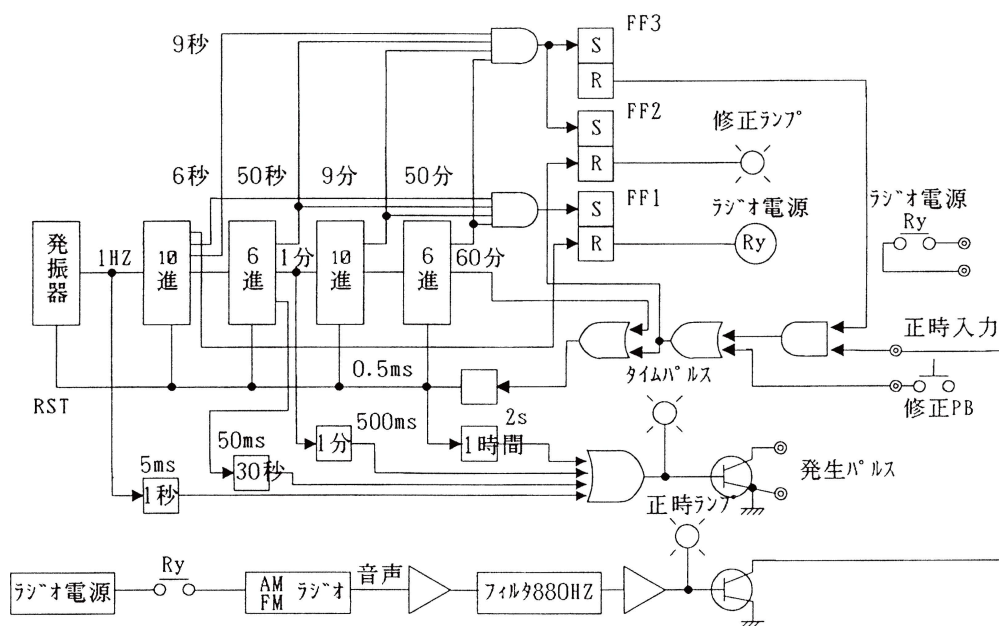 9秒
FF3
S
R
FF2
修正ﾗﾝﾌﾟ
S
R
6秒
50秒
9分
50分
FF1
ﾗｼﾞｵ電源
ﾗｼﾞｵ電源
Ry
S
R
Ry
発振器
1HZ
10進
6進
1分
10進
6進
60分
正時入力
0.5ms
ﾀｲﾑﾊﾟﾙｽ
修正PB
RST
50ms
500ms
2s
1分
1時間
5ms
30秒
1秒
発生ﾊﾟﾙｽ
正時ﾗﾝﾌﾟ
Ry
ﾗｼﾞｵ電源
AM
FM
ﾗｼﾞｵ
音声
ﾌｨﾙﾀ880HZ